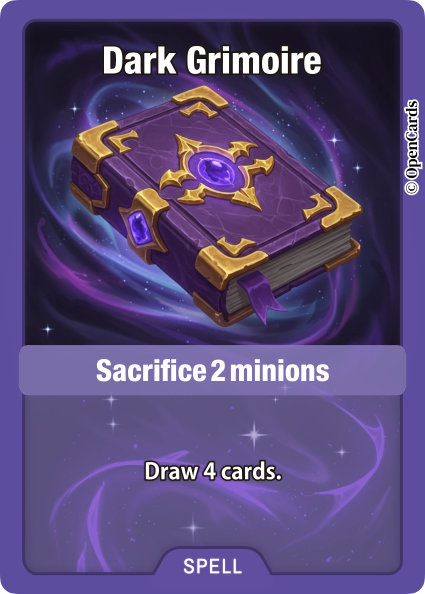 Dark Grimoire
© OpenCards
Sacrifice 2 minions
Draw 4 cards.
SPELL